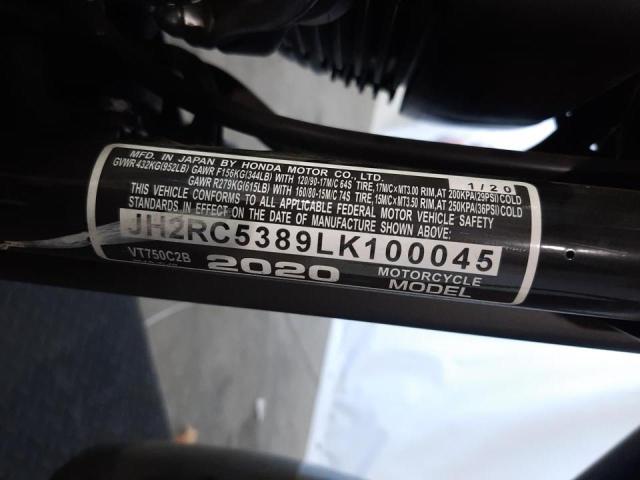 MFD. IN JAPAN BY HONDA MOTOR CO., LTD. 1/20
GVWR 432KG(952LB) GAWR F156KG(344LB) WITH 120/90-17M/C 64S TIRE,17M/C×MT3.00 RIM,AT 200KPA(29PSI)COLD
GAWR R279KG(615LB) WITH 160/80-15M/C 74S TIRE,15M/C×MT3.50 RIM,AT 250KPA(36PSI)COLD
THIS VEHICLE CONFORMS TO ALL APPLICABLE FEDERAL MOTOR VEHICLE SAFETY
STANDARDS IN EFFECT ON THE DATE OF MANUFACTURE SHOWN ABOVE:
JH2RC5389LK100045
VT750C2B 2020 MOTORCYCLE
MODEL